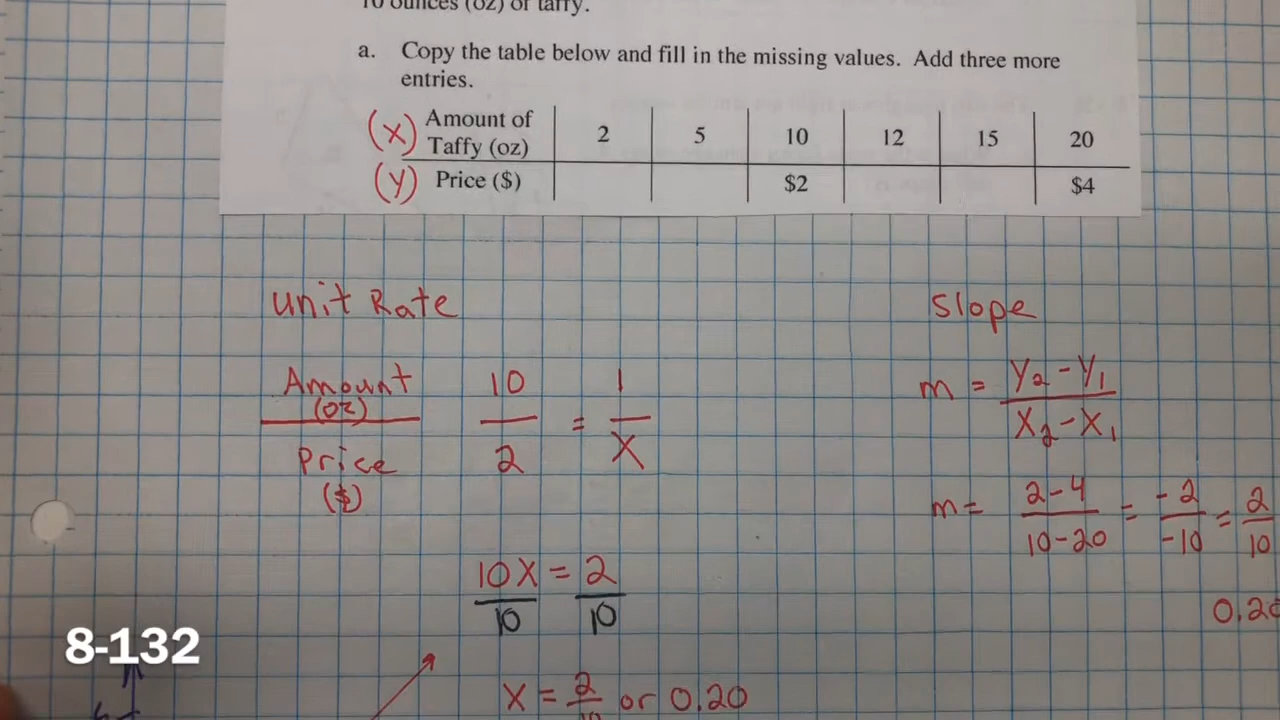 10 ounces (oz) of taffy.
a. Copy the table below and fill in the missing values. Add three more
entries.
(x) Amount of Taffy (oz) 2 5 10 12 15 20
(y) Price ($) $2 $4
Unit Rate
Amount (oz) / Price ($) 10/2 = 1/x
10x/10 = 2/10
x = 2/10 or 0.20
Slope
m = y₂-y₁ / x₂-x₁
m = 2-4 / 10-20 = -2/-10 = 2/10
0.20
8-132